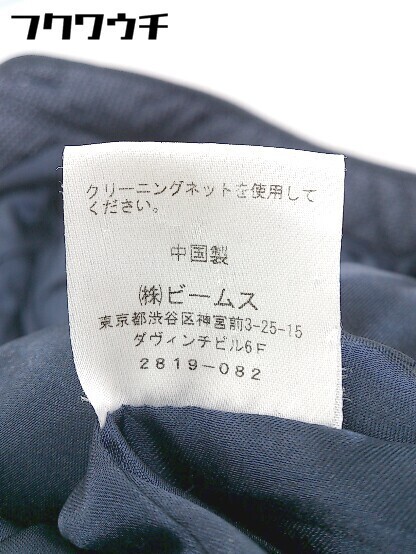 フクワウチ
クリーニングネットを使用して
ください。
中国製
㈱ビームス
東京都渋谷区神宮前3-25-15
ダヴィンチビル6F
2819-082